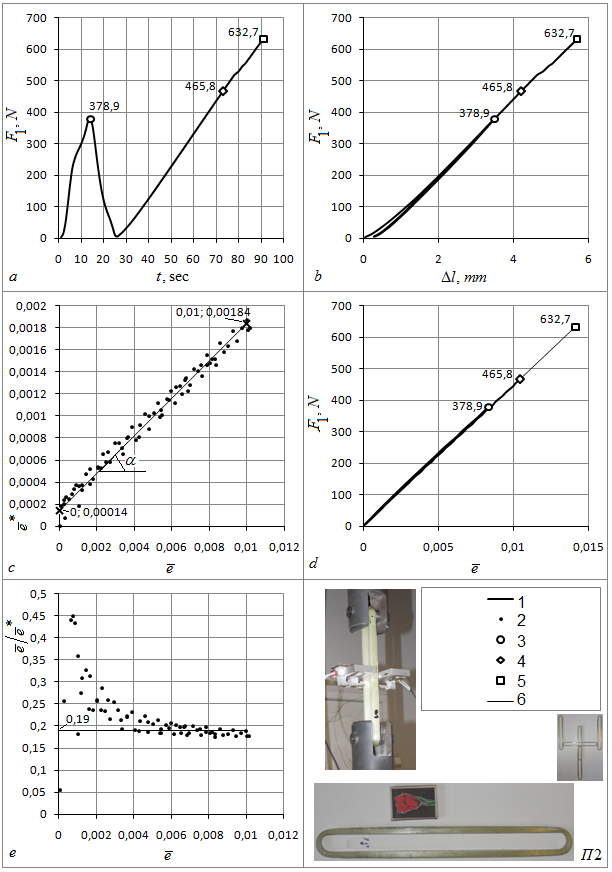 700
600
500
400
300
200
100
0
F₁, N
632,7
465,8
378,9
0 10 20 30 40 50 60 70 80 90 100
a
t, sec
700
600
500
400
300
200
100
0
F₁, N
632,7
465,8
378,9
0 2 4 6
b
Δl, mm
0,002
0,0018
0,0016
0,0014
0,0012
0,001
0,0008
0,0006
0,0004
0,0002
0
e̅*
0,01; 0,00184
α
0; 0,00014
0 0,002 0,004 0,006 0,008 0,01 0,012
c
e̅
700
600
500
400
300
200
100
0
F₁, N
632,7
465,8
378,9
0 0,005 0,01 0,015
d
e̅
0,5
0,45
0,4
0,35
0,3
0,25
0,2
0,15
0,1
0,05
0
e̅/e̅*
0,19
0 0,002 0,004 0,006 0,008 0,01 0,012
e
e̅
1
2
3
4
5
6
П2